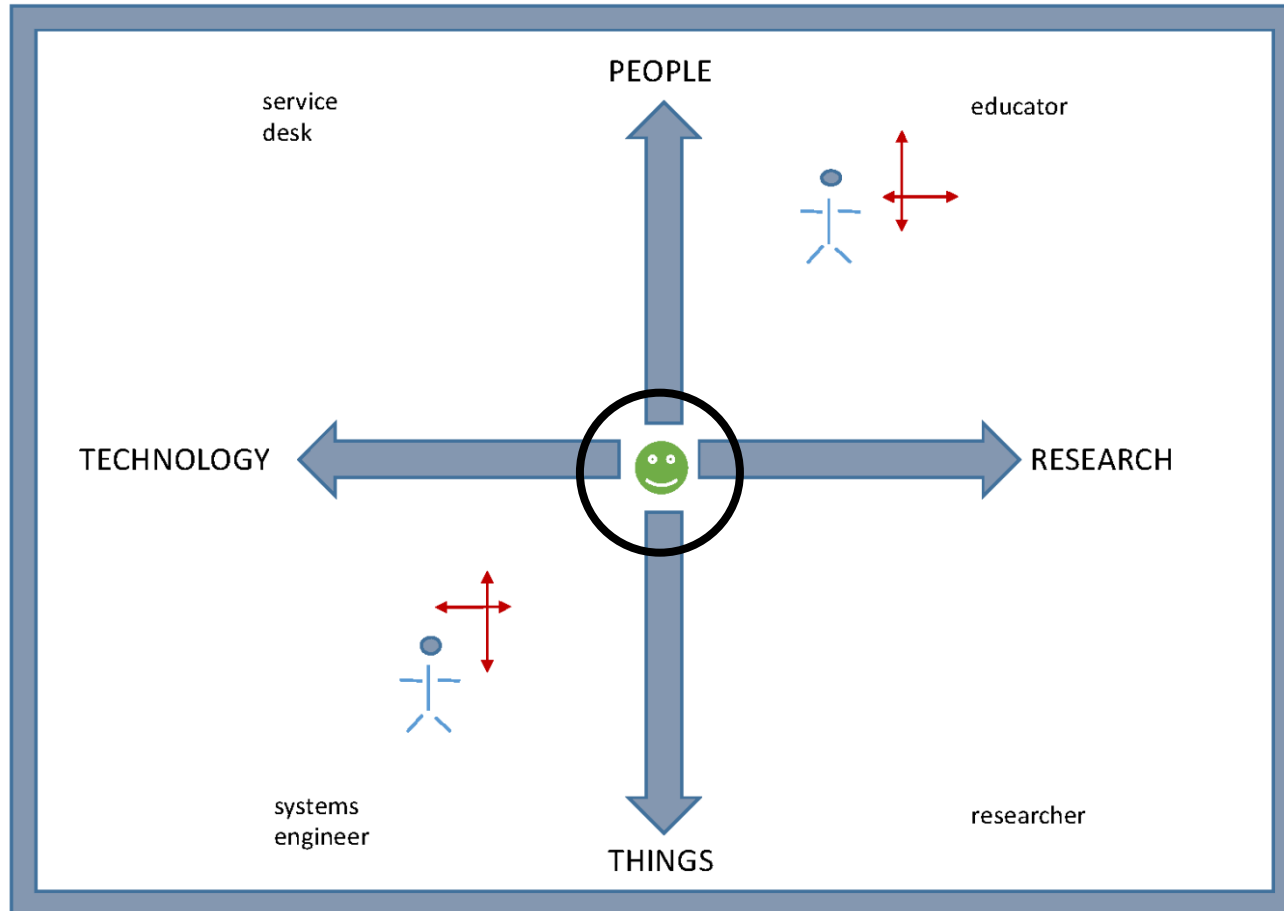 PEOPLE
service
desk
educator
TECHNOLOGY
RESEARCH
systems
engineer
researcher
THINGS